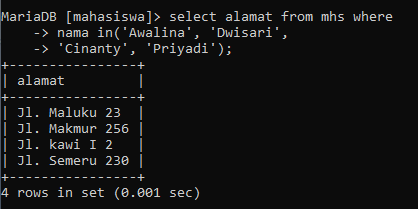 MariaDB [mahasiswa]> select alamat from mhs where
    -> nama in('Awalina', 'Dwisari',
    -> 'Cinanty', 'Priyadi');
+----------------+
| alamat         |
+----------------+
| Jl. Maluku 23  |
| Jl. Makmur 256 |
| Jl. kawi I 2   |
| Jl. Semeru 230 |
+----------------+
4 rows in set (0.001 sec)